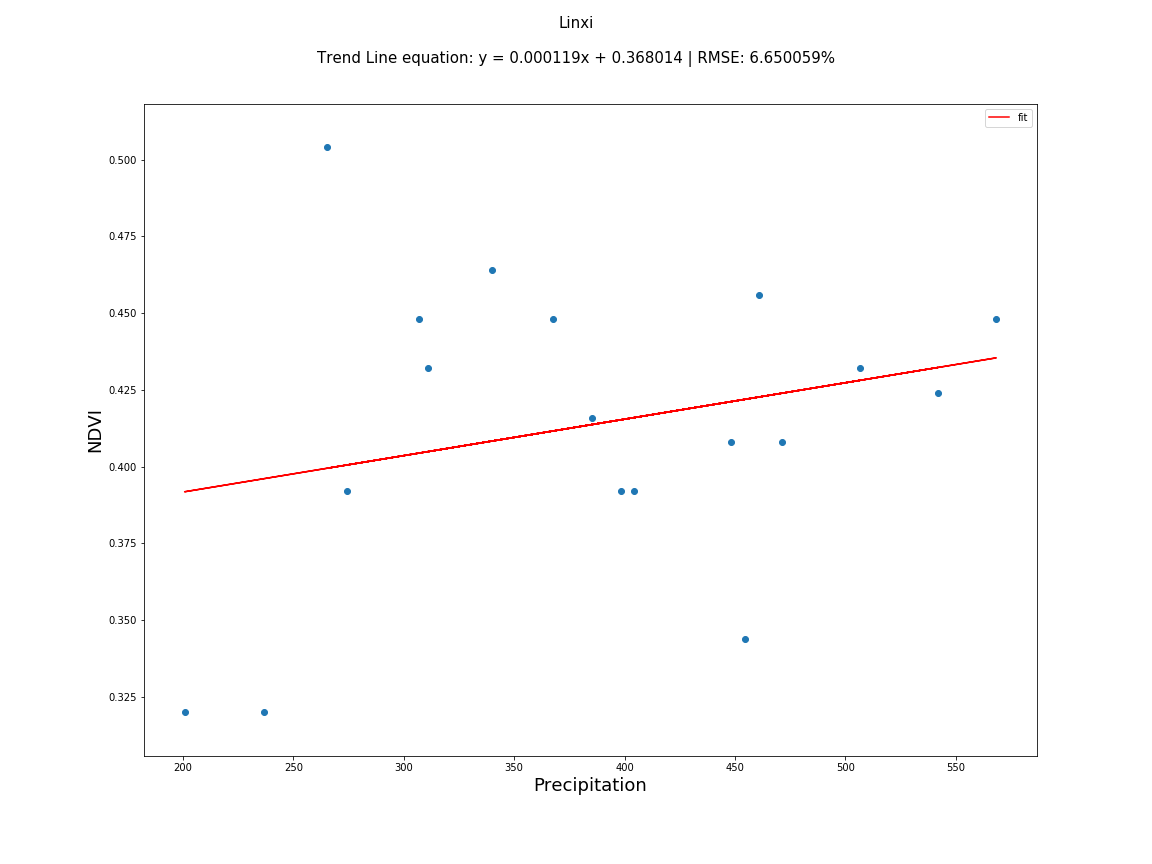 Linxi
Trend Line equation: y = 0.000119x + 0.368014 | RMSE: 6.650059%
fit
0.500
0.475
0.450
0.425
0.400
0.375
0.350
0.325
NDVI
200 250 300 350 400 450 500 550
Precipitation